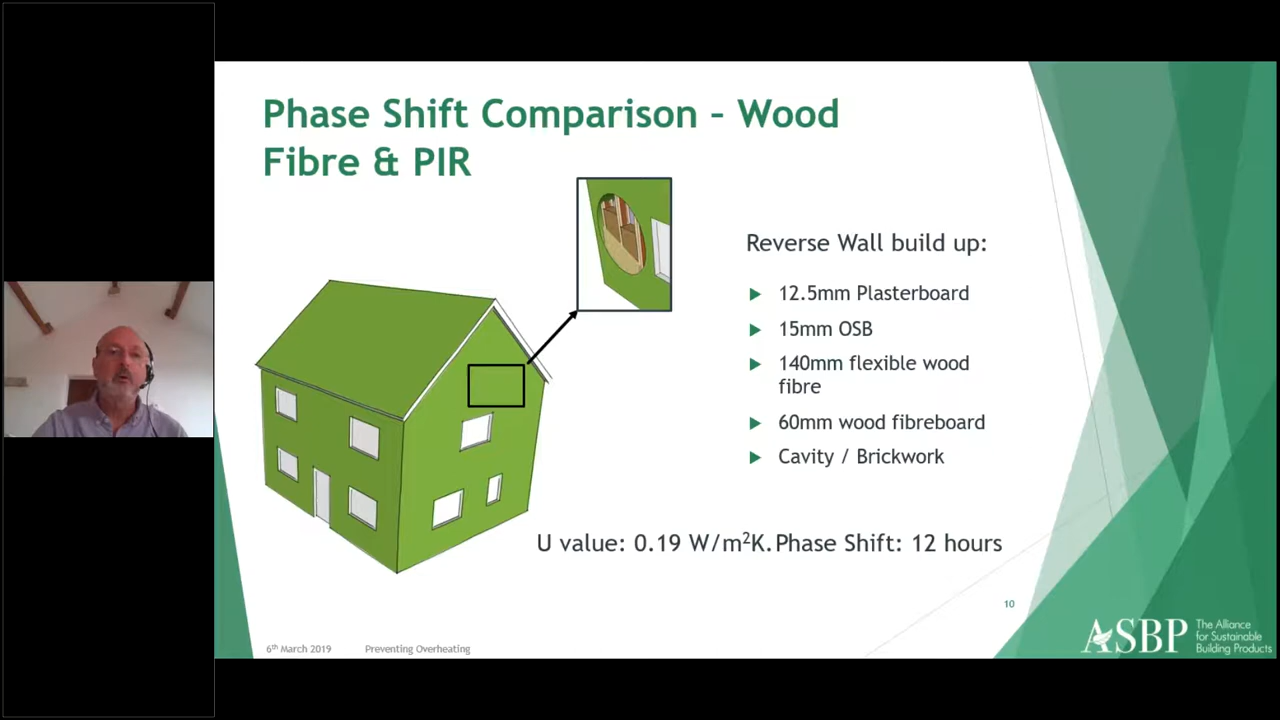 Phase Shift Comparison – Wood
Fibre & PIR
Reverse Wall build up:
12.5mm Plasterboard
15mm OSB
140mm flexible wood
fibre
60mm wood fibreboard
Cavity / Brickwork
U value: 0.19 W/m²K. Phase Shift: 12 hours
10
6th March 2019
Preventing Overheating
ASBP
The Alliance
for Sustainable
Building Products